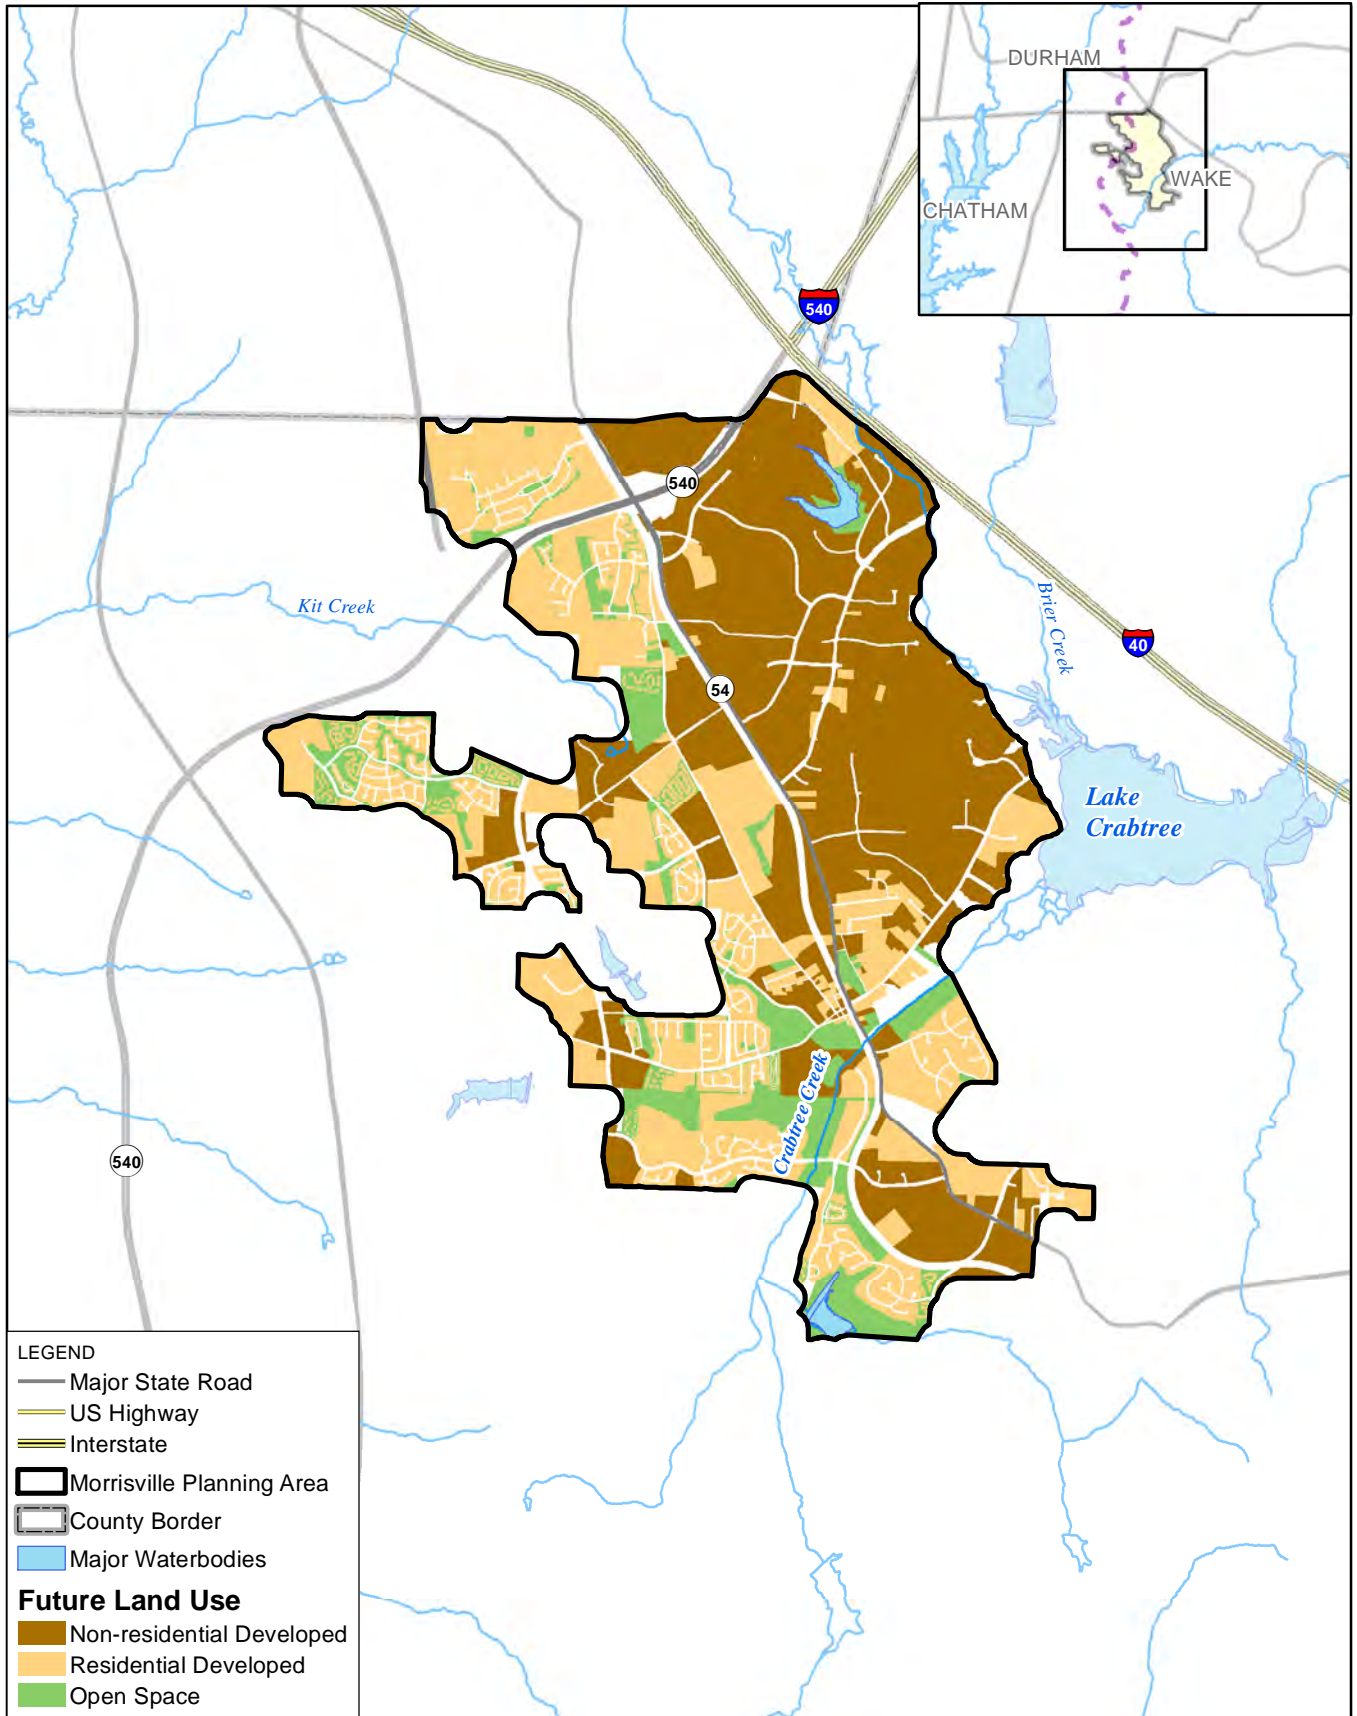 DURHAM
WAKE
CHATHAM
540
540
Kit Creek
Brier Creek
40
54
Lake
Crabtree
Crabtree Creek
540
LEGEND
Major State Road
US Highway
Interstate
Morrisville Planning Area
County Border
Major Waterbodies
Future Land Use
Non-residential Developed
Residential Developed
Open Space